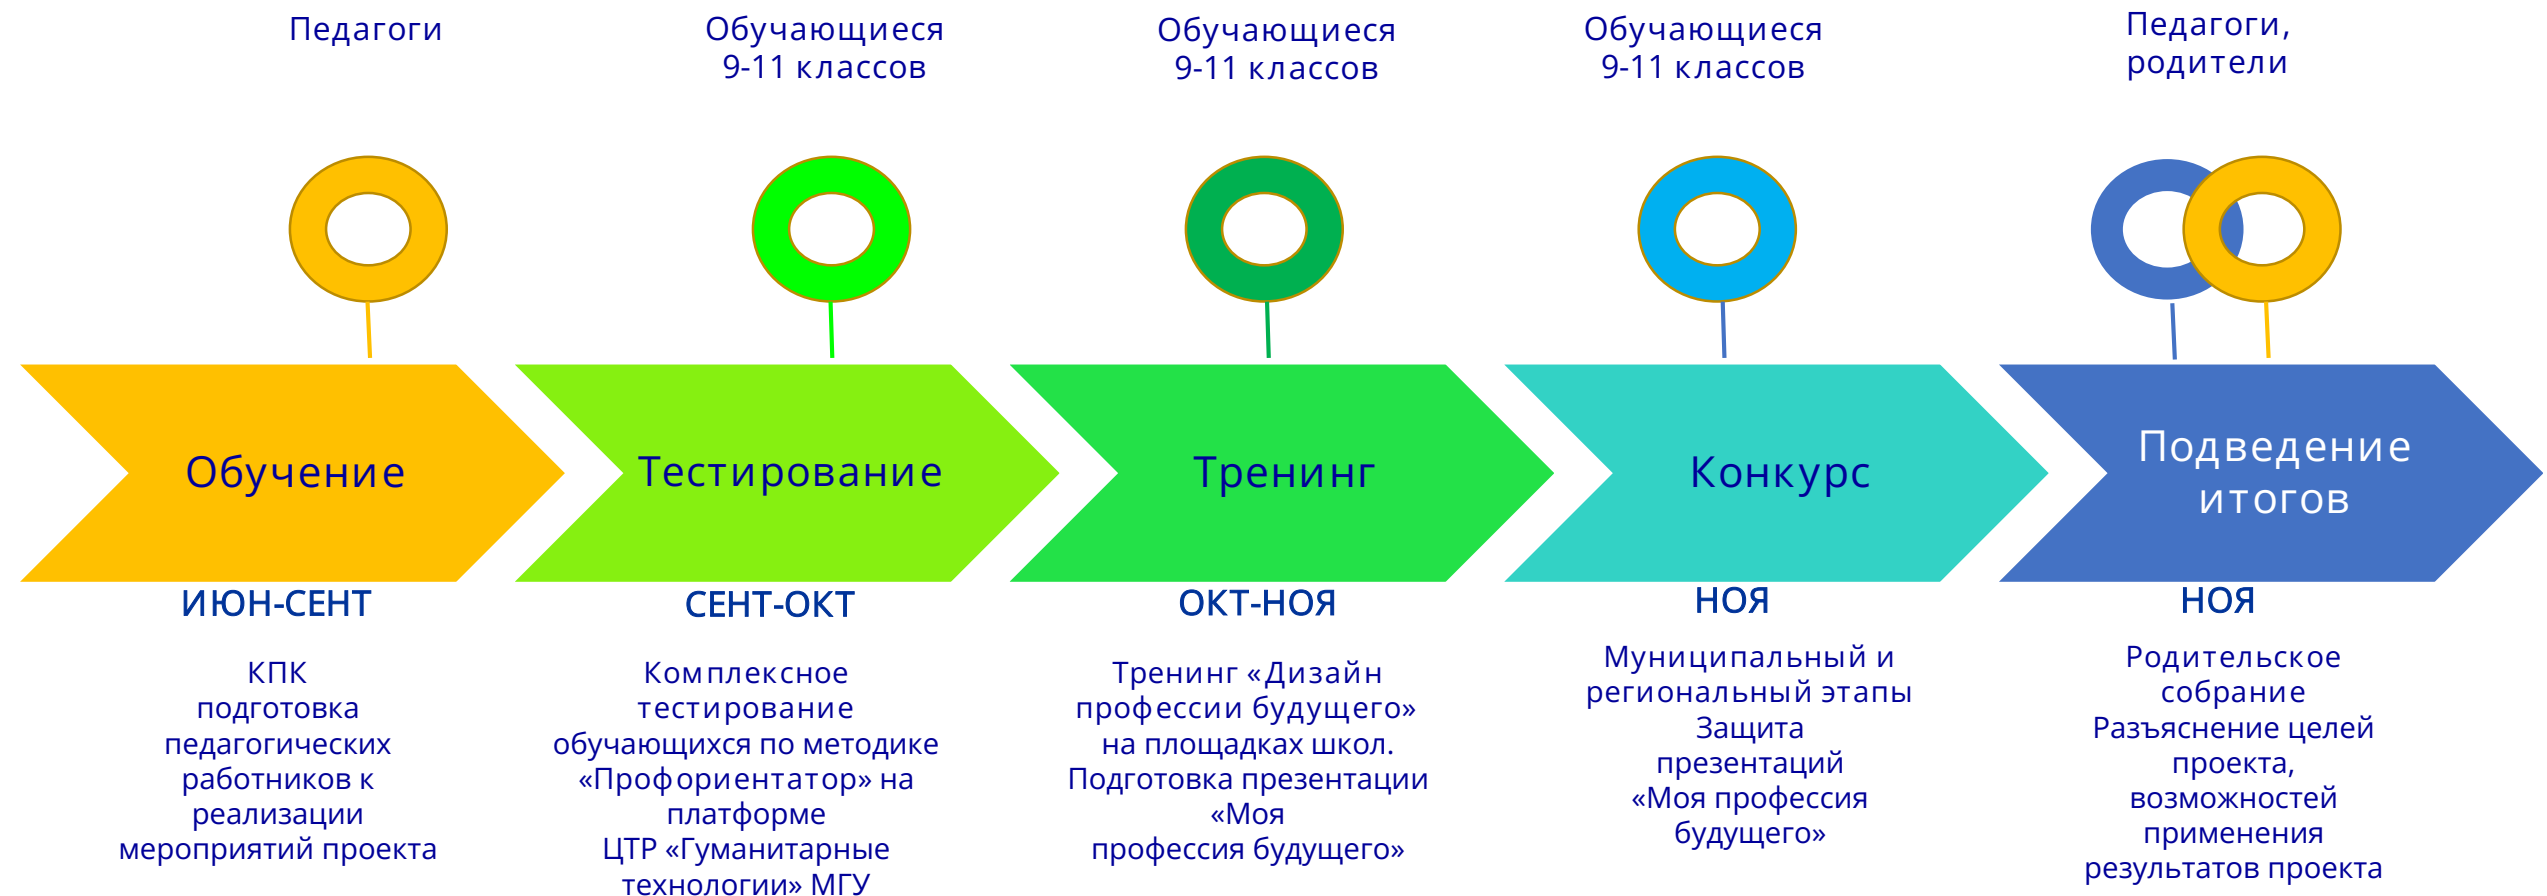 Педагоги
Обучающиеся
9-11 классов
Обучающиеся
9-11 классов
Обучающиеся
9-11 классов
Педагоги,
родители
Обучение
Тестирование
Тренинг
Конкурс
Подведение
итогов
ИЮН-СЕНТ
СЕНТ-ОКТ
ОКТ-НОЯ
НОЯ
НОЯ
КПК
подготовка
педагогических
работников к
реализации
мероприятий проекта
Комплексное
тестирование
обучающихся по методике
«Профориентатор» на
платформе
ЦТР «Гуманитарные
технологии» МГУ
Тренинг «Дизайн
профессии будущего»
на площадках школ.
Подготовка презентации
«Моя
профессия будущего»
Муниципальный и
региональный этапы
Защита
презентаций
«Моя профессия
будущего»
Родительское
собрание
Разъяснение целей
проекта,
возможностей
применения
результатов проекта